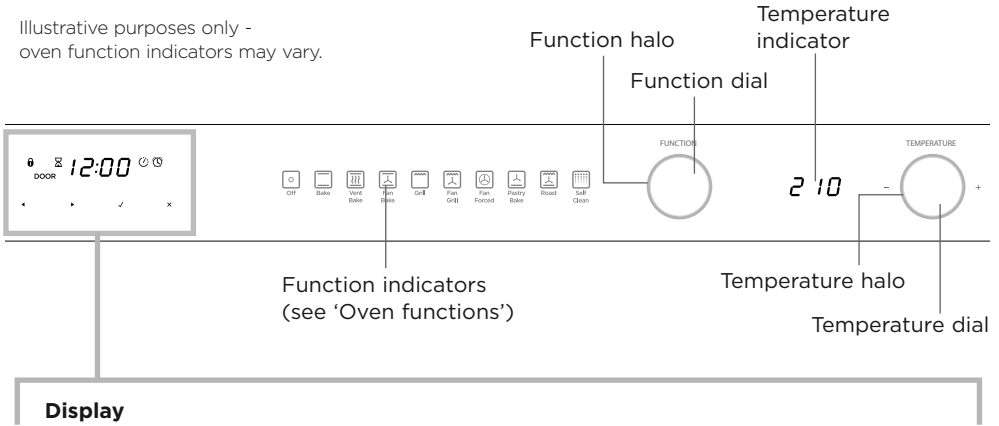 Illustrative purposes only -
oven function indicators may vary.
Function halo
Temperature
indicator
Function dial
DOOR
12:00
Off
Bake
Vent
Bake
Fan
Bake
Grill
Fan
Grill
Fan
Forced
Pastry
Bake
Roast
Self
Clean
FUNCTION
210
TEMPERATURE
-
+
Function indicators
(see ‘Oven functions’)
Temperature halo
Temperature dial
Display